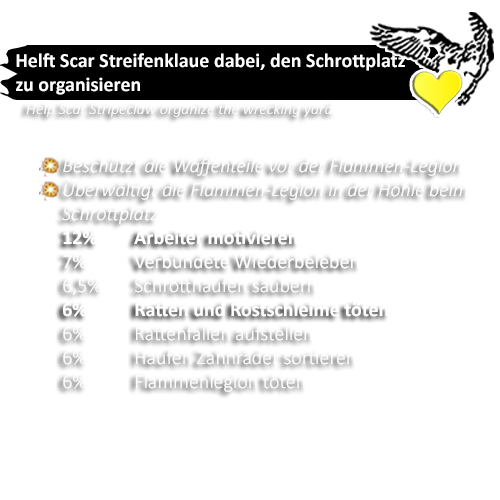 Helft Scar Streifenklaue dabei, den Schrottplatz
zu organisieren
Help Scar Stripeclaw organize the wrecking yard
Beschützt die Waffenteile vor der Flammen-Legion
Überwältigt die Flammen-Legion in der Höhle beim
Schrottplatz
12% Arbeiter motivieren
7% Verbündete Wiederbeleben
6,5% Schrotthaufen säubern
6% Ratten und Rostschleime töten
6% Rattenfallen aufstellen
6% Haufen Zahnräder sortieren
6% Flammenlegion töten